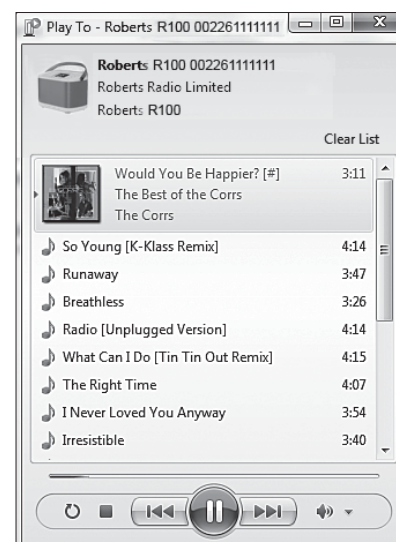 Play To - Roberts R100 002261111111
Roberts R100 002261111111
Roberts Radio Limited
Roberts R100
Clear List
Would You Be Happier? [#] 3:11
The Best of the Corrs
The Corrs
So Young [K-Klass Remix] 4:14
Runaway 3:47
Breathless 3:26
Radio [Unplugged Version] 4:14
What Can I Do [Tin Tin Out Remix] 4:15
The Right Time 4:07
I Never Loved You Anyway 3:54
Irresistible 3:40